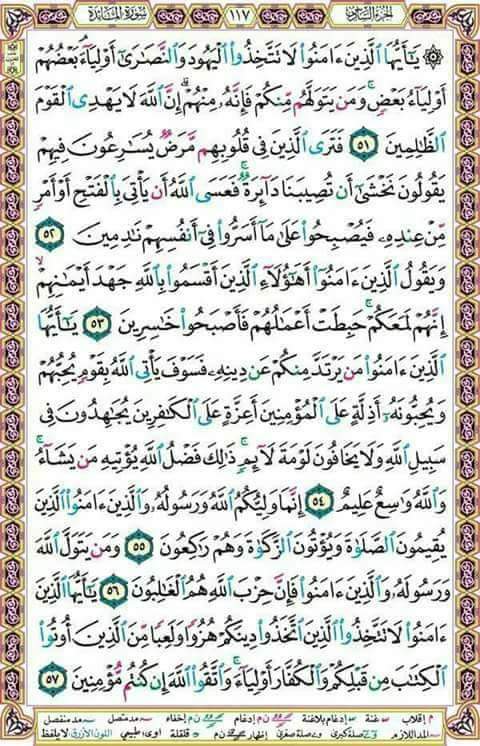 الجزء السادس
١١٧
سورة المائدة
۞ يَـٰٓأَيُّهَا ٱلَّذِينَ ءَامَنُوا۟ لَا تَتَّخِذُوا۟ ٱلْيَهُودَ وَٱلنَّصَـٰرَىٰٓ أَوْلِيَآءَ ۘ بَعْضُهُمْ
أَوْلِيَآءُ بَعْضٍ ۚ وَمَن يَتَوَلَّهُم مِّنكُمْ فَإِنَّهُۥ مِنْهُمْ ۗ إِنَّ ٱللَّهَ لَا يَهْدِى ٱلْقَوْمَ
ٱلظَّـٰلِمِينَ ٥١ فَتَرَى ٱلَّذِينَ فِى قُلُوبِهِم مَّرَضٌ يُسَـٰرِعُونَ فِيهِمْ
يَقُولُونَ نَخْشَىٰٓ أَن تُصِيبَنَا دَآئِرَةٌ ۚ فَعَسَى ٱللَّهُ أَن يَأْتِىَ بِٱلْفَتْحِ أَوْ أَمْرٍ
مِّنْ عِندِهِۦ فَيُصْبِحُوا۟ عَلَىٰ مَآ أَسَرُّوا۟ فِىٓ أَنفُسِهِمْ نَـٰدِمِينَ ٥٢
وَيَقُولُ ٱلَّذِينَ ءَامَنُوٓا۟ أَهَـٰٓؤُلَآءِ ٱلَّذِينَ أَقْسَمُوا۟ بِٱللَّهِ جَهْدَ أَيْمَـٰنِهِمْ ۙ
إِنَّهُمْ لَمَعَكُمْ ۚ حَبِطَتْ أَعْمَـٰلُهُمْ فَأَصْبَحُوا۟ خَـٰسِرِينَ ٥٣ يَـٰٓأَيُّهَا
ٱلَّذِينَ ءَامَنُوا۟ مَن يَرْتَدَّ مِنكُمْ عَن دِينِهِۦ فَسَوْفَ يَأْتِى ٱللَّهُ بِقَوْمٍ يُحِبُّهُمْ
وَيُحِبُّونَهُۥٓ أَذِلَّةٍ عَلَى ٱلْمُؤْمِنِينَ أَعِزَّةٍ عَلَى ٱلْكَـٰفِرِينَ يُجَـٰهِدُونَ فِى
سَبِيلِ ٱللَّهِ وَلَا يَخَافُونَ لَوْمَةَ لَآئِمٍ ۚ ذَٰلِكَ فَضْلُ ٱللَّهِ يُؤْتِيهِ مَن يَشَآءُ ۚ
وَٱللَّهُ وَٰسِعٌ عَلِيمٌ ٥٤ إِنَّمَا وَلِيُّكُمُ ٱللَّهُ وَرَسُولُهُۥ وَٱلَّذِينَ ءَامَنُوا۟ ٱلَّذِينَ
يُقِيمُونَ ٱلصَّلَوٰةَ وَيُؤْتُونَ ٱلزَّكَوٰةَ وَهُمْ رَٰكِعُونَ ٥٥ وَمَن يَتَوَلَّ ٱللَّهَ
وَرَسُولَهُۥ وَٱلَّذِينَ ءَامَنُوا۟ فَإِنَّ حِزْبَ ٱللَّهِ هُمُ ٱلْغَـٰلِبُونَ ٥٦ يَـٰٓأَيُّهَا ٱلَّذِينَ
ءَامَنُوا۟ لَا تَتَّخِذُوا۟ ٱلَّذِينَ ٱتَّخَذُوا۟ دِينَكُمْ هُزُوًا وَلَعِبًا مِّنَ ٱلَّذِينَ أُوتُوا۟
ٱلْكِتَـٰبَ مِن قَبْلِكُمْ وَٱلْكُفَّارَ أَوْلِيَآءَ ۚ وَٱتَّقُوا۟ ٱللَّهَ إِن كُنتُم مُّؤْمِنِينَ ٥٧
م إقلاب غنة إدغام بلاغنة ن م إدغام ن م إخفاء مد متصل مد منفصل
المد اللازم صلة كبرى صلة صغرى إظهار ن م قلقلة طبيعي اللون الأزرق لا يلفظ